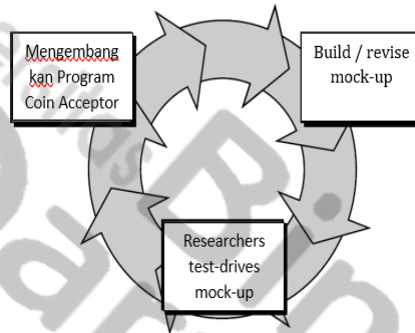 Mengembang
kan Program
Coin Acceptor
Build / revise
mock-up
Researchers
test-drives
mock-up